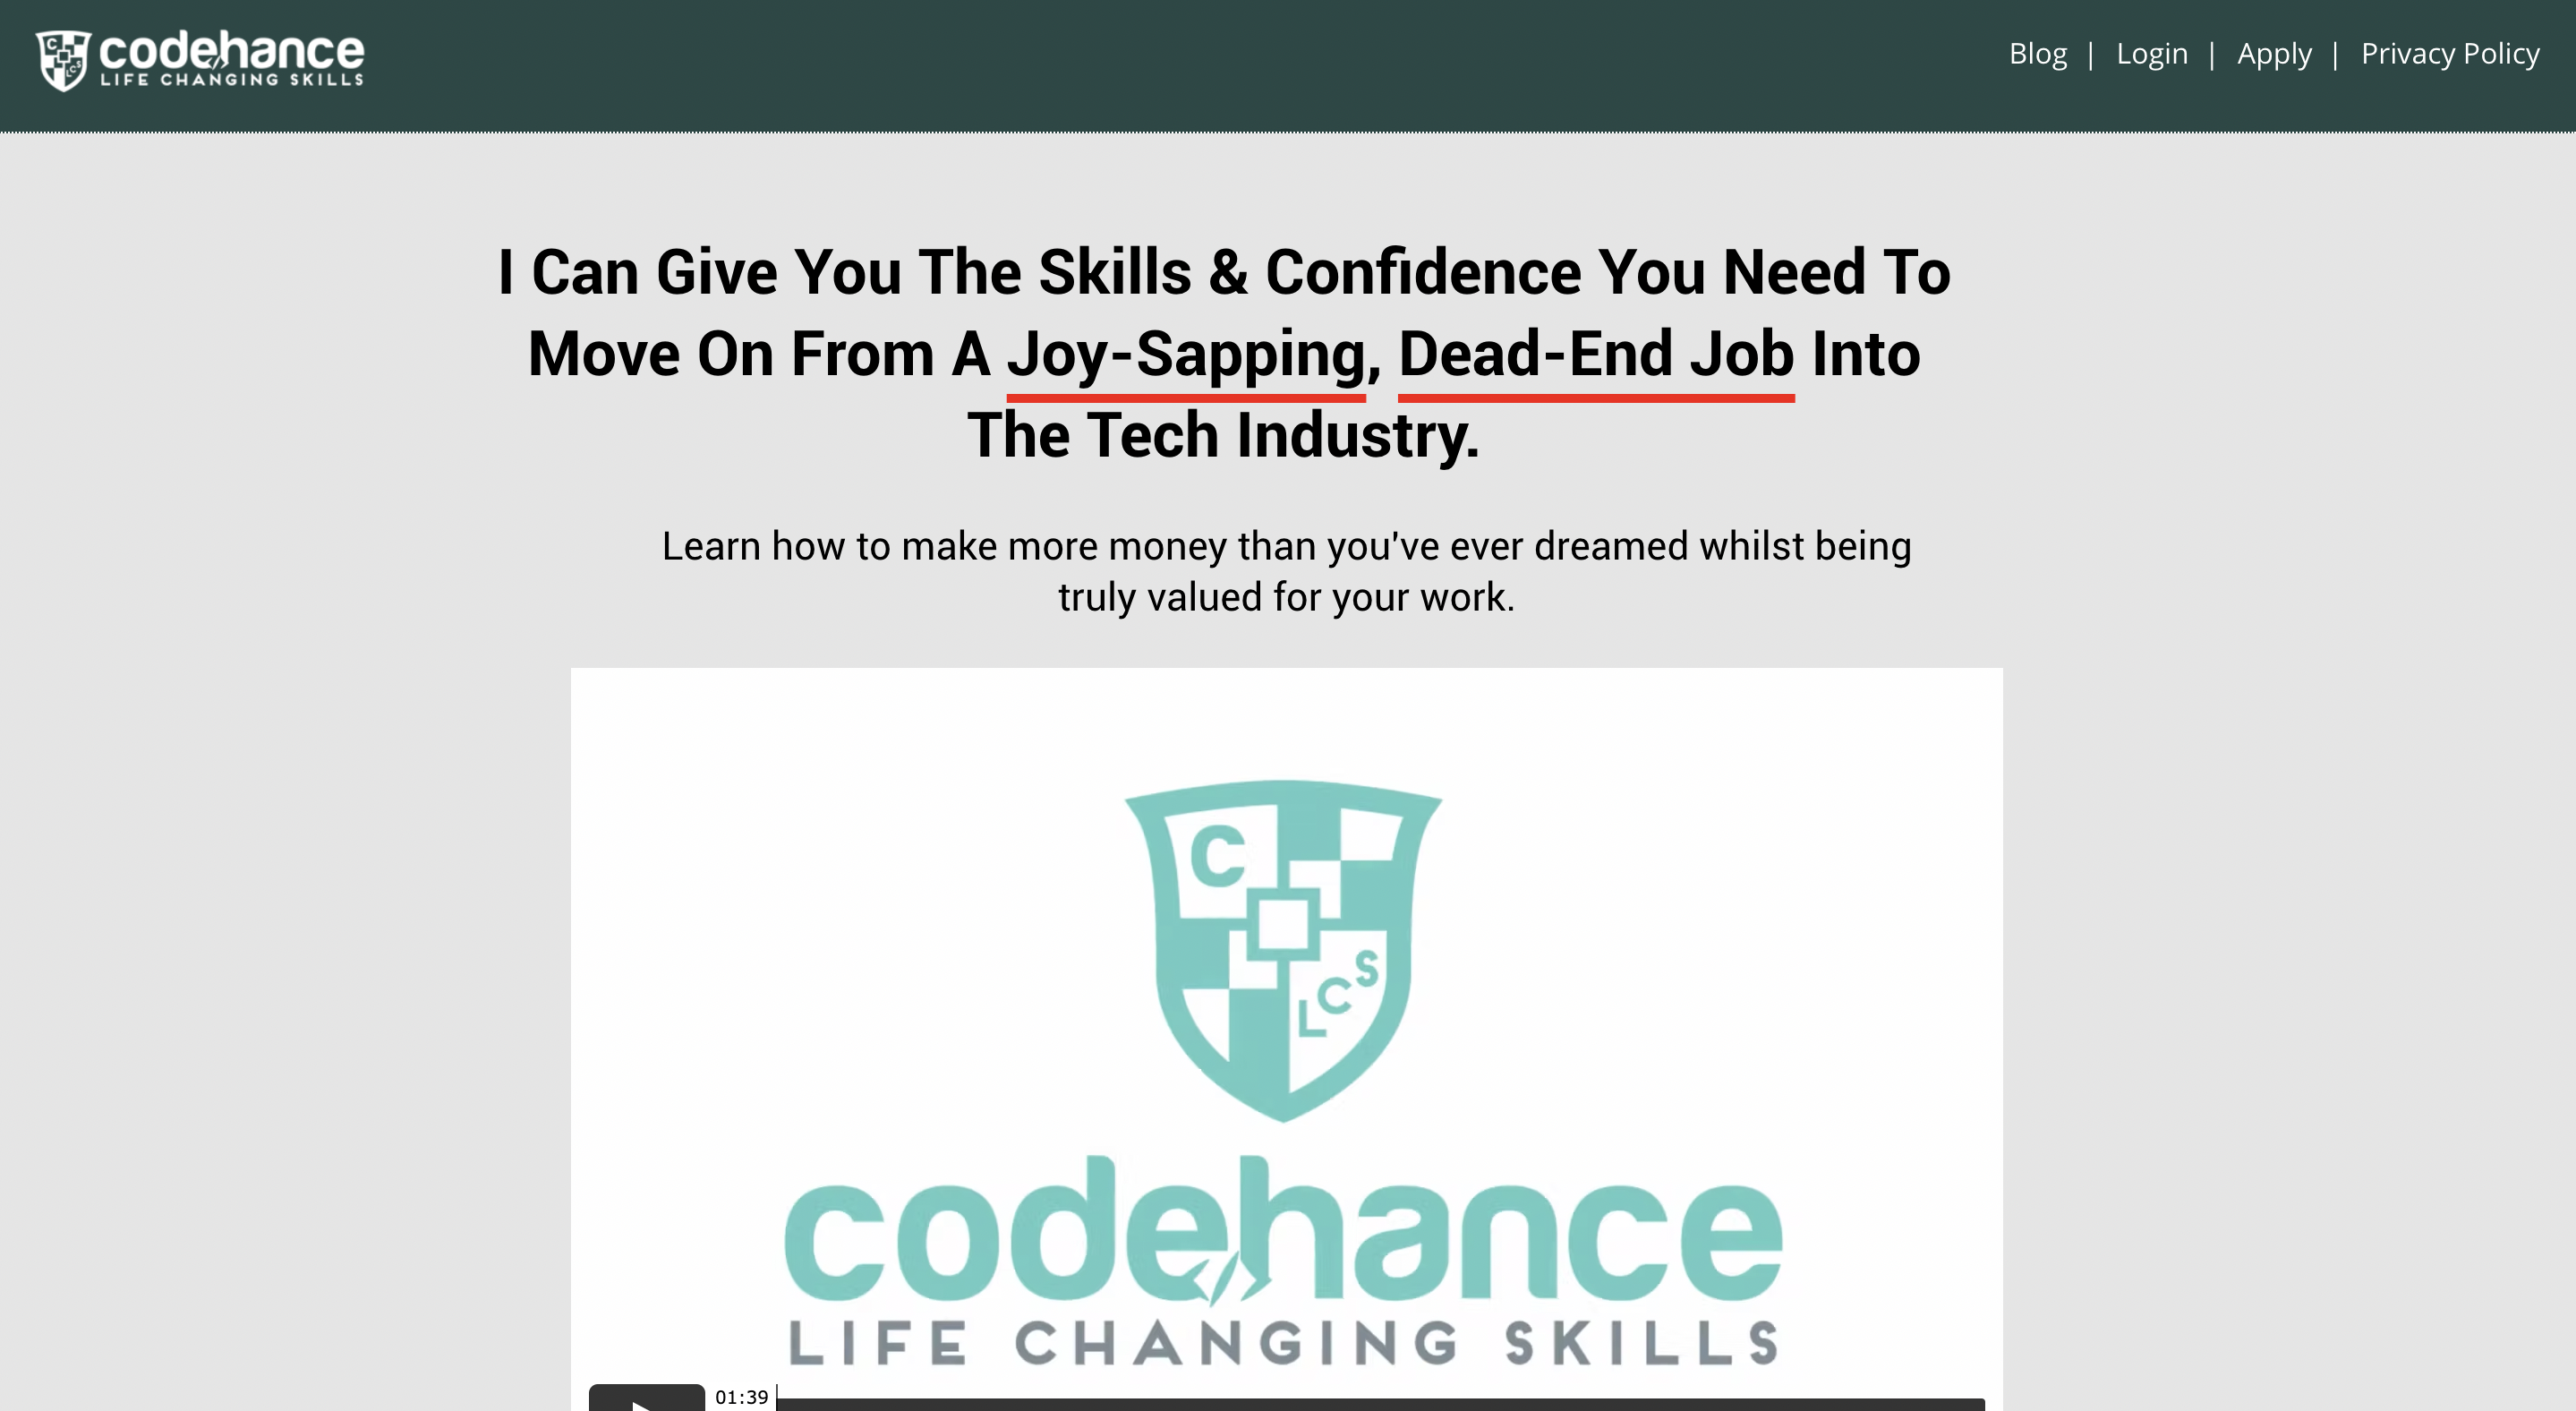 codehance
LIFE CHANGING SKILLS
Blog | Login | Apply | Privacy Policy
I Can Give You The Skills & Confidence You Need To
Move On From A Joy-Sapping, Dead-End Job Into
The Tech Industry.
Learn how to make more money than you've ever dreamed whilst being
truly valued for your work.
C
LCS
codehance
LIFE CHANGING SKILLS
01:39